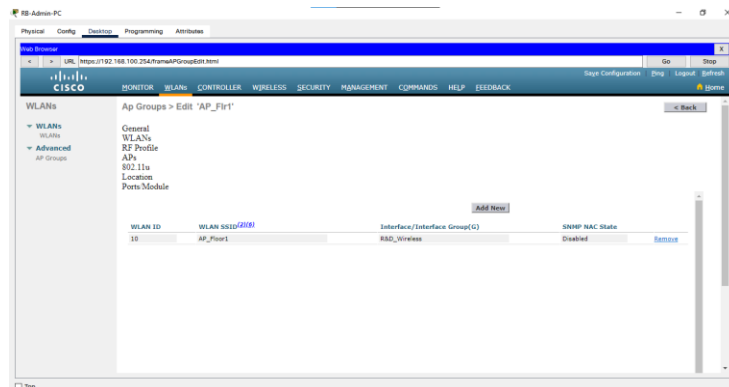 RB-Admin-PC
Physical Config Desktop Programming Attributes
Web Browser X
< > URL https://192.168.100.254/frameAPGroupEdit.html Go Stop
Save Configuration Ping Logout Refresh
CISCO MONITOR WLANs CONTROLLER WIRELESS SECURITY MANAGEMENT COMMANDS HELP FEEDBACK Home
WLANs Ap Groups > Edit 'AP_Flr1' < Back
WLANs
WLANs
Advanced
AP Groups
General
WLANs
RF Profile
APs
802.11u
Location
Ports/Module
Add New
WLAN ID WLAN SSID(2)(6) Interface/Interface Group(G) SNMP NAC State
10 AP_Floor1 R&D_Wireless Disabled Remove
Top